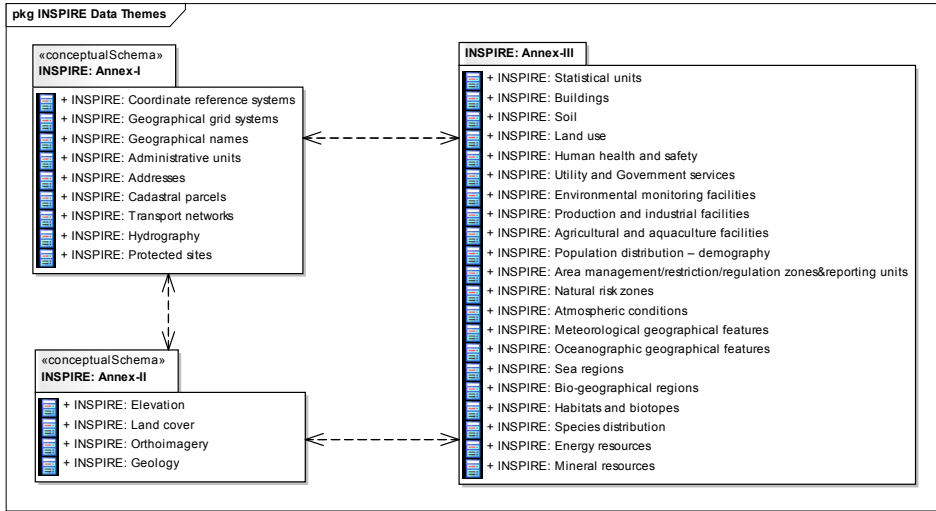 pkg INSPIRE Data Themes
«conceptualSchema»
INSPIRE: Annex-I
+ INSPIRE: Coordinate reference systems
+ INSPIRE: Geographical grid systems
+ INSPIRE: Geographical names
+ INSPIRE: Administrative units
+ INSPIRE: Addresses
+ INSPIRE: Cadastral parcels
+ INSPIRE: Transport networks
+ INSPIRE: Hydrography
+ INSPIRE: Protected sites
«conceptualSchema»
INSPIRE: Annex-II
+ INSPIRE: Elevation
+ INSPIRE: Land cover
+ INSPIRE: Orthoimagery
+ INSPIRE: Geology
INSPIRE: Annex-III
+ INSPIRE: Statistical units
+ INSPIRE: Buildings
+ INSPIRE: Soil
+ INSPIRE: Land use
+ INSPIRE: Human health and safety
+ INSPIRE: Utility and Government services
+ INSPIRE: Environmental monitoring facilities
+ INSPIRE: Production and industrial facilities
+ INSPIRE: Agricultural and aquaculture facilities
+ INSPIRE: Population distribution – demography
+ INSPIRE: Area management/restriction/regulation zones&reporting units
+ INSPIRE: Natural risk zones
+ INSPIRE: Atmospheric conditions
+ INSPIRE: Meteorological geographical features
+ INSPIRE: Oceanographic geographical features
+ INSPIRE: Sea regions
+ INSPIRE: Bio-geographical regions
+ INSPIRE: Habitats and biotopes
+ INSPIRE: Species distribution
+ INSPIRE: Energy resources
+ INSPIRE: Mineral resources